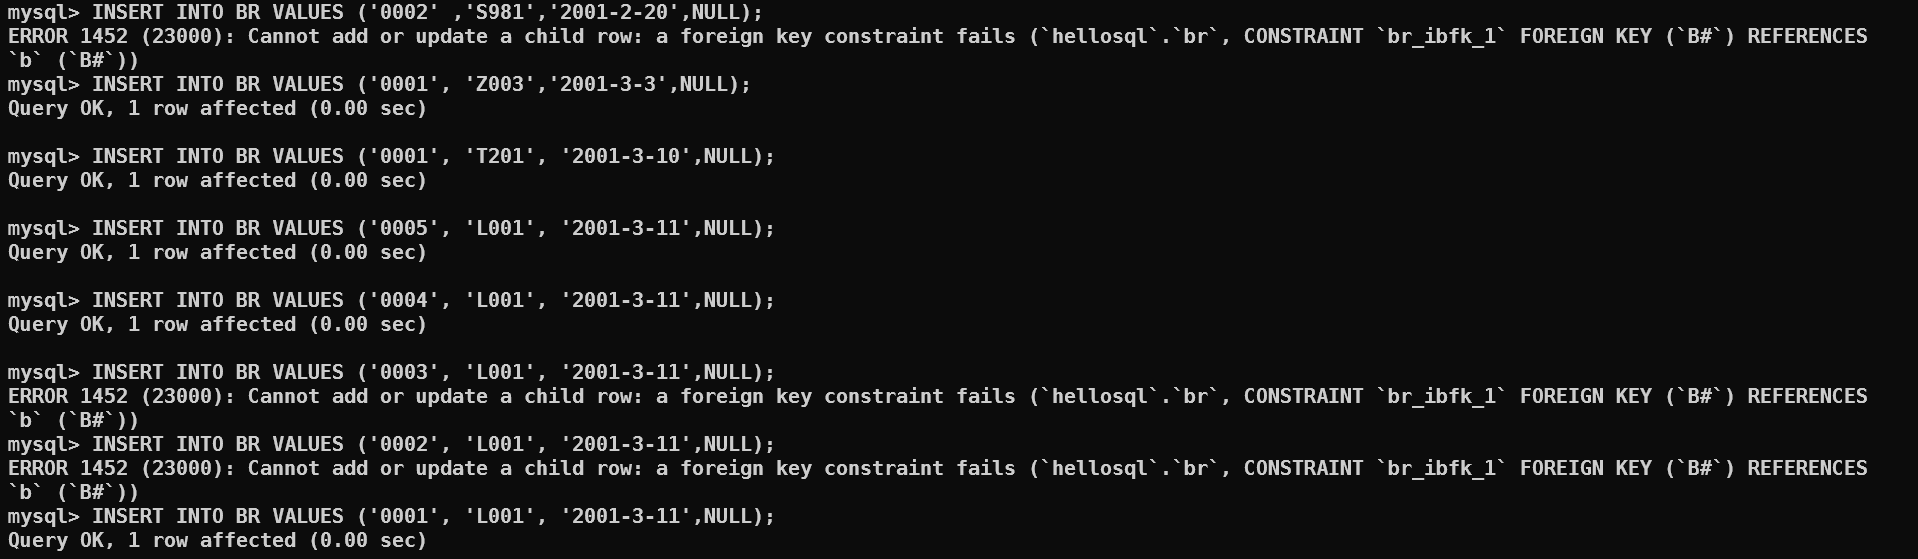 mysql> INSERT INTO BR VALUES ('0002' ,'S981','2001-2-20',NULL);
ERROR 1452 (23000): Cannot add or update a child row: a foreign key constraint fails (`hellosql`.`br`, CONSTRAINT `br_ibfk_1` FOREIGN KEY (`B#`) REFERENCES
`b` (`B#`))
mysql> INSERT INTO BR VALUES ('0001', 'Z003','2001-3-3',NULL);
Query OK, 1 row affected (0.00 sec)

mysql> INSERT INTO BR VALUES ('0001', 'T201', '2001-3-10',NULL);
Query OK, 1 row affected (0.00 sec)

mysql> INSERT INTO BR VALUES ('0005', 'L001', '2001-3-11',NULL);
Query OK, 1 row affected (0.00 sec)

mysql> INSERT INTO BR VALUES ('0004', 'L001', '2001-3-11',NULL);
Query OK, 1 row affected (0.00 sec)

mysql> INSERT INTO BR VALUES ('0003', 'L001', '2001-3-11',NULL);
ERROR 1452 (23000): Cannot add or update a child row: a foreign key constraint fails (`hellosql`.`br`, CONSTRAINT `br_ibfk_1` FOREIGN KEY (`B#`) REFERENCES
`b` (`B#`))
mysql> INSERT INTO BR VALUES ('0002', 'L001', '2001-3-11',NULL);
ERROR 1452 (23000): Cannot add or update a child row: a foreign key constraint fails (`hellosql`.`br`, CONSTRAINT `br_ibfk_1` FOREIGN KEY (`B#`) REFERENCES
`b` (`B#`))
mysql> INSERT INTO BR VALUES ('0001', 'L001', '2001-3-11',NULL);
Query OK, 1 row affected (0.00 sec)